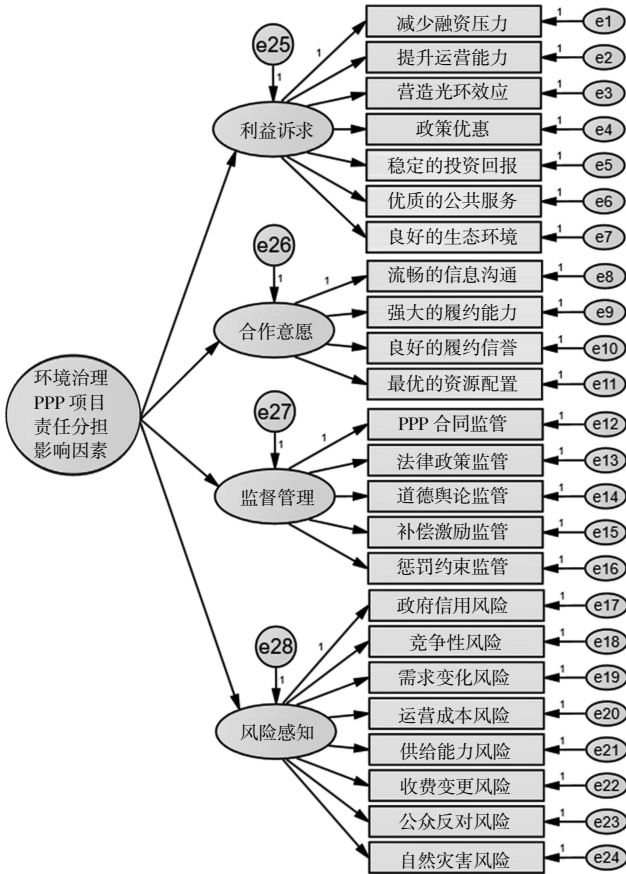 环境治理
PPP 项目
责任分担
影响因素
e25
1
利益诉求
1
减少融资压力
1
e1
提升运营能力
1
e2
营造光环效应
1
e3
政策优惠
1
e4
稳定的投资回报
1
e5
优质的公共服务
1
e6
良好的生态环境
1
e7
e26
1
合作意愿
1
流畅的信息沟通
1
e8
强大的履约能力
1
e9
良好的履约信誉
1
e10
最优的资源配置
1
e11
e27
1
监督管理
1
PPP 合同监管
1
e12
法律政策监管
1
e13
道德舆论监管
1
e14
补偿激励监管
1
e15
惩罚约束监管
1
e16
e28
1
风险感知
1
政府信用风险
1
e17
竞争性风险
1
e18
需求变化风险
1
e19
运营成本风险
1
e20
供给能力风险
1
e21
收费变更风险
1
e22
公众反对风险
1
e23
自然灾害风险
1
e24